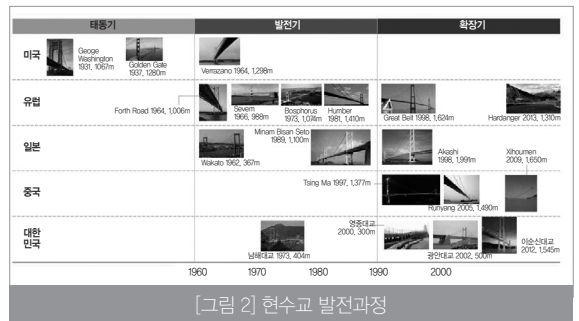 태동기 발전기 확장기
미국
Geoge
Washington
1931, 1067m
Golden Gate
1937, 1280m
Verrazano 1964, 1,298m
유럽
Forth Road 1964, 1,006m
Severn
1966, 988m
Bosphorus
1973, 1,074m
Humber
1981, 1,410m
Great Belt 1998, 1,624m
Hardanger 2013, 1,310m
일본
Wakato 1962, 367m
Minam Bisan Seto
1989, 1,100m
Akashi
1998, 1,991m
Xihoumen
2009, 1,650m
중국
Tsing Ma 1997, 1,377m
Runyang 2005, 1,490m
대한
민국
남해대교 1973, 404m
영종대교
2000, 300m
광안대교 2002, 500m
이순신대교
2012, 1,545m
1960 1970 1980 1990 2000
[그림 2] 현수교 발전과정